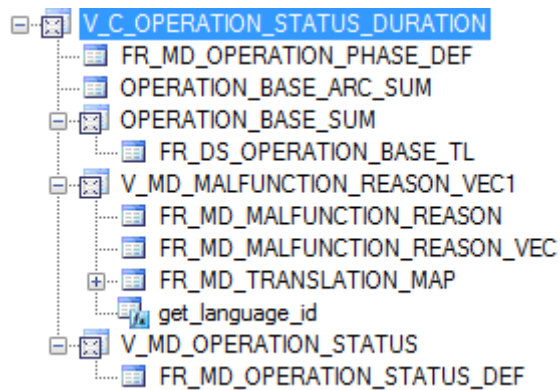 V_C_OPERATION_STATUS_DURATION
FR_MD_OPERATION_PHASE_DEF
OPERATION_BASE_ARC_SUM
OPERATION_BASE_SUM
FR_DS_OPERATION_BASE_TL
V_MD_MALFUNCTION_REASON_VEC1
FR_MD_MALFUNCTION_REASON
FR_MD_MALFUNCTION_REASON_VEC
FR_MD_TRANSLATION_MAP
get_language_id
V_MD_OPERATION_STATUS
FR_MD_OPERATION_STATUS_DEF